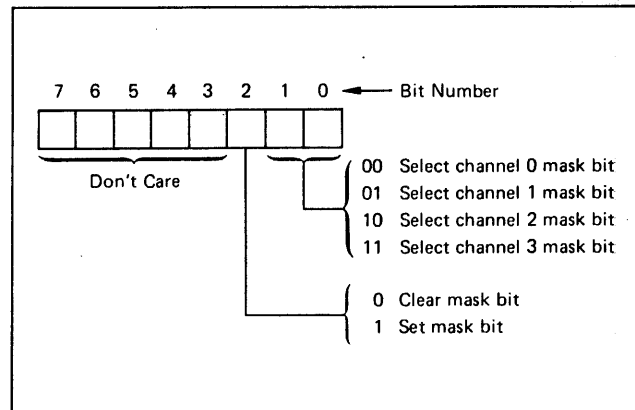 7 6 5 4 3 2 1 0 Bit Number
Don't Care
00 Select channel 0 mask bit
01 Select channel 1 mask bit
10 Select channel 2 mask bit
11 Select channel 3 mask bit
0 Clear mask bit
1 Set mask bit